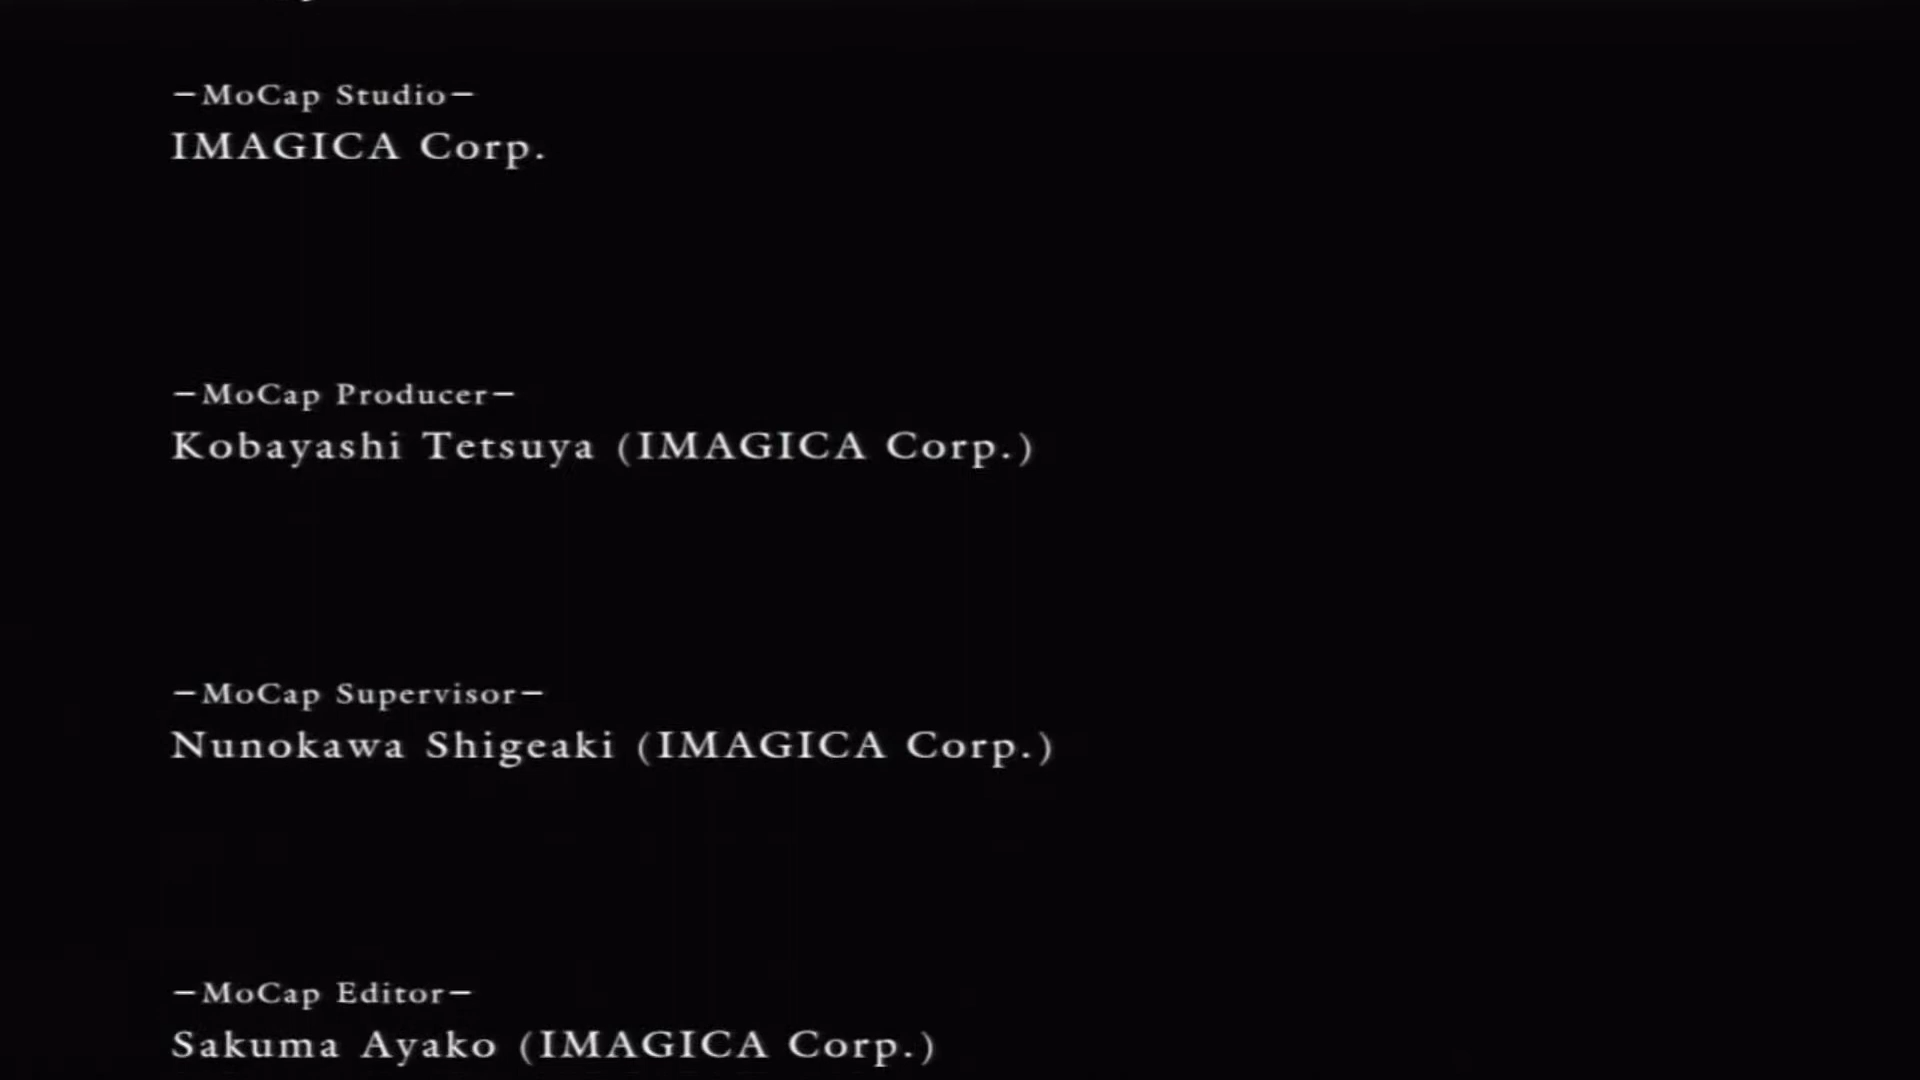 —MoCap Studio—
IMAGICA Corp.
—MoCap Producer—
Kobayashi Tetsuya (IMAGICA Corp.)
—MoCap Supervisor—
Nunokawa Shigeaki (IMAGICA Corp.)
—MoCap Editor—
Sakuma Ayako (IMAGICA Corp.)